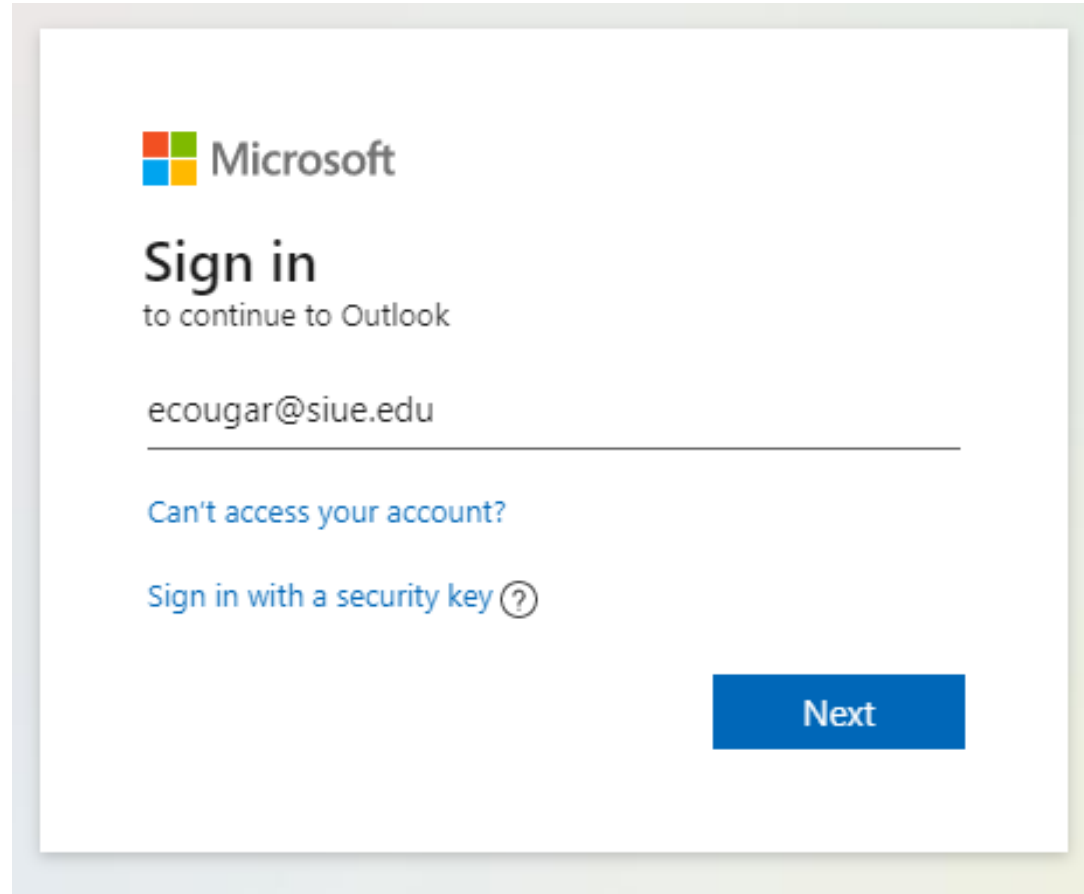 Microsoft
Sign in
to continue to Outlook
ecougar@siue.edu
Can't access your account?
Sign in with a security key ?
Next